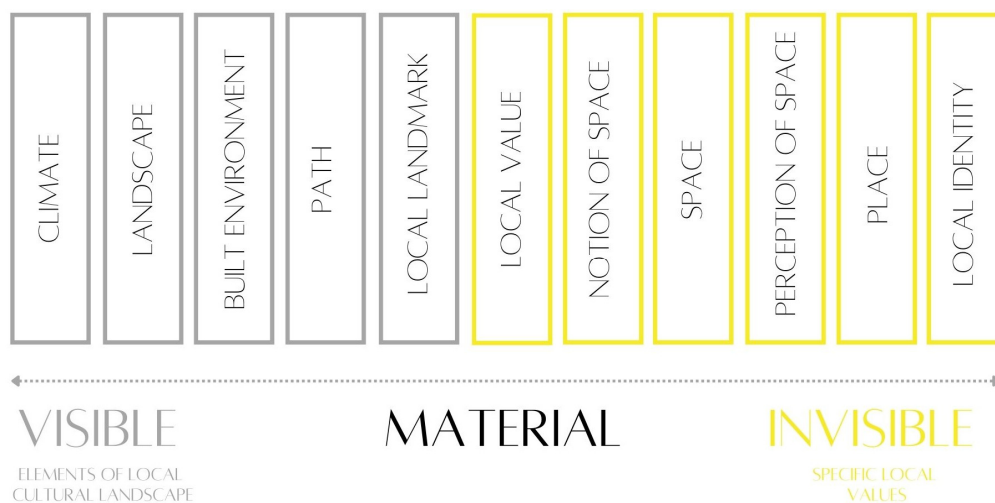 CLIMATE
LANDSCAPE
BUILT ENVIRONMENT
PATH
LOCAL LANDMARK
LOCAL VALUE
NOTION OF SPACE
SPACE
PERCEPTION OF SPACE
PLACE
LOCAL IDENTITY
VISIBLE
ELEMENTS OF LOCAL
CULTURAL LANDSCAPE
MATERIAL
INVISIBLE
SPECIFIC LOCAL
VALUES